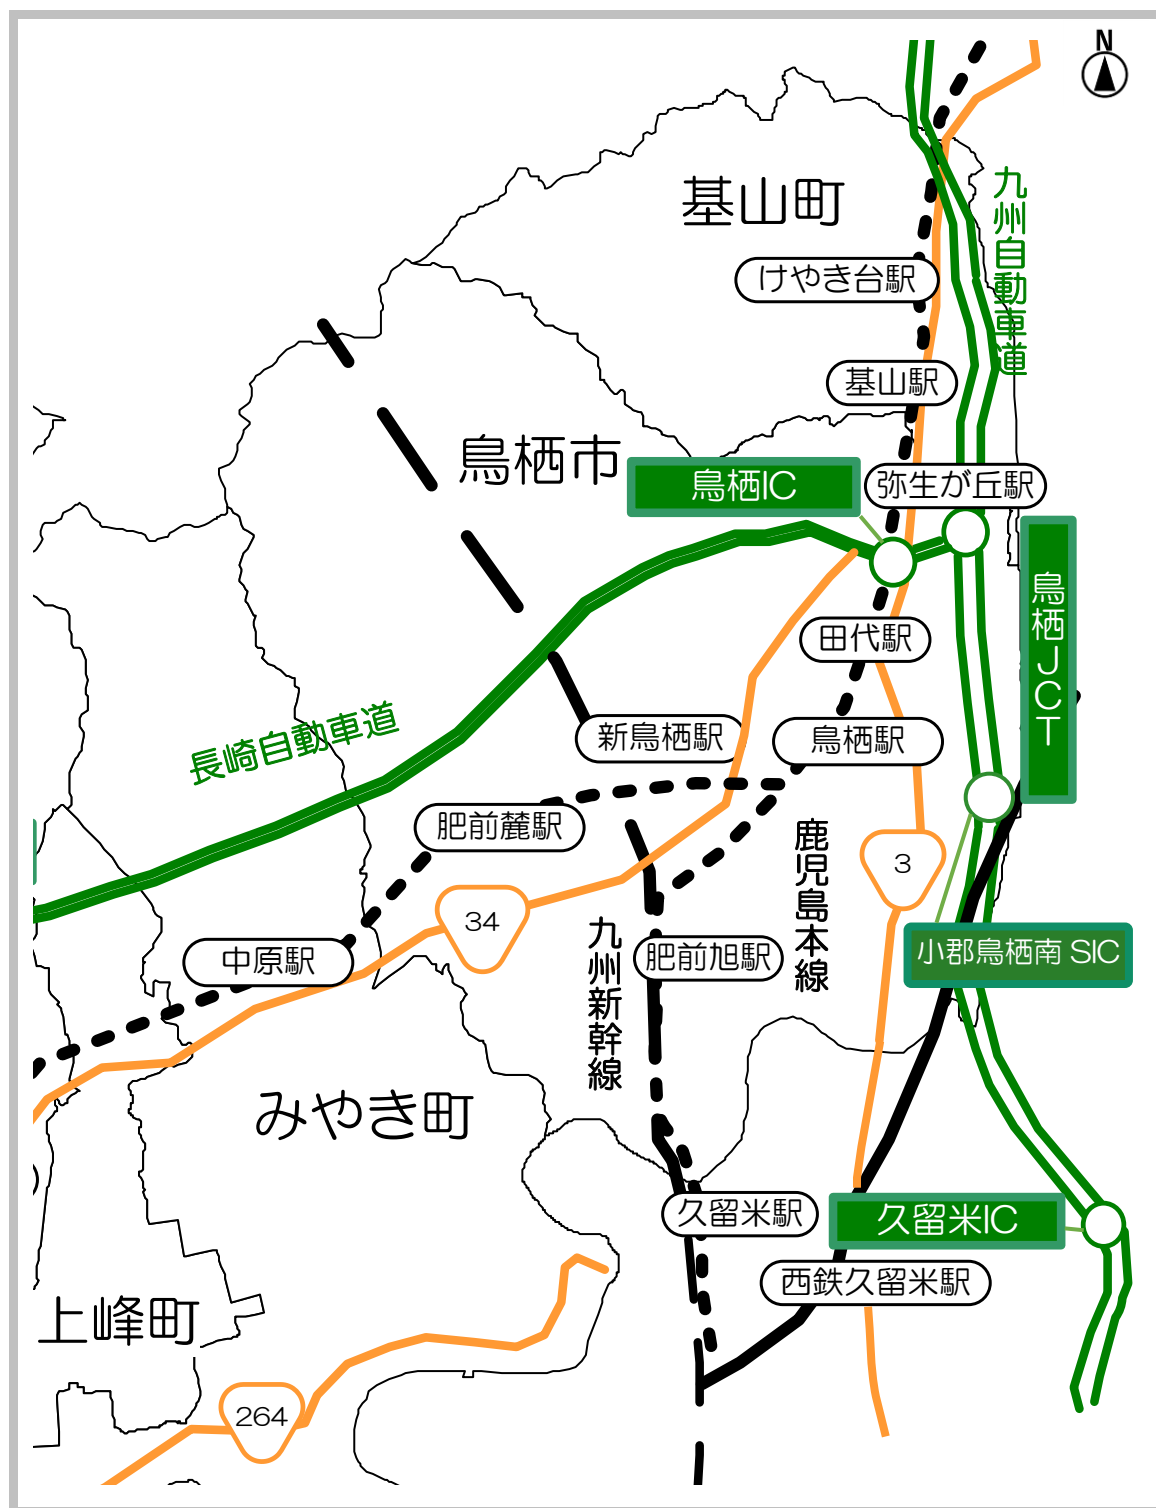 N
基山町
九州自動車道
けやき台駅
基山駅
鳥栖市
鳥栖IC
弥生が丘駅
鳥栖JCT
田代駅
長崎自動車道
新鳥栖駅
鳥栖駅
肥前麓駅
鹿児島本線
3
34
中原駅
九州新幹線
肥前旭駅
小郡鳥栖南 SIC
みやき町
久留米駅
久留米IC
西鉄久留米駅
上峰町
264